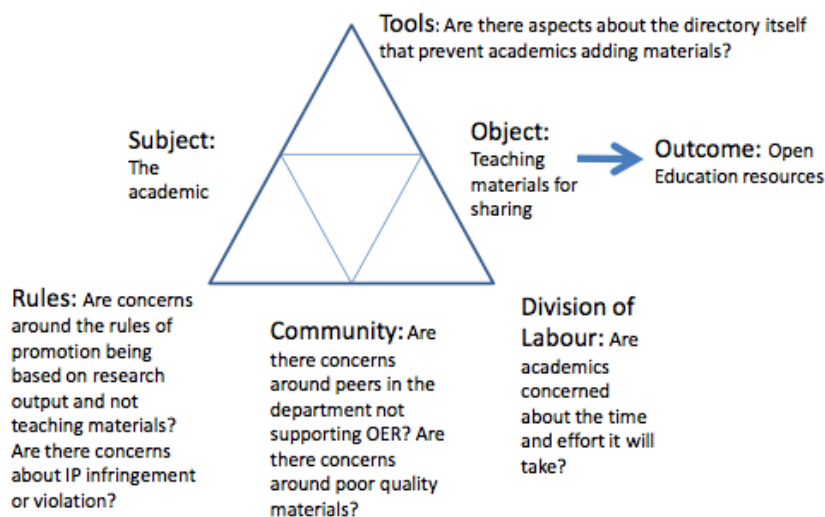 Tools: Are there aspects about the directory itself
that prevent academics adding materials?
Subject:
The
academic
Object:
Teaching
materials for
sharing
Outcome: Open
Education resources
Rules: Are concerns
around the rules of
promotion being
based on research
output and not
teaching materials?
Are there concerns
about IP infringement
or violation?
Community: Are
there concerns
around peers in the
department not
supporting OER? Are
there concerns
around poor quality
materials?
Division of
Labour: Are
academics
concerned
about the time
and effort it will
take?